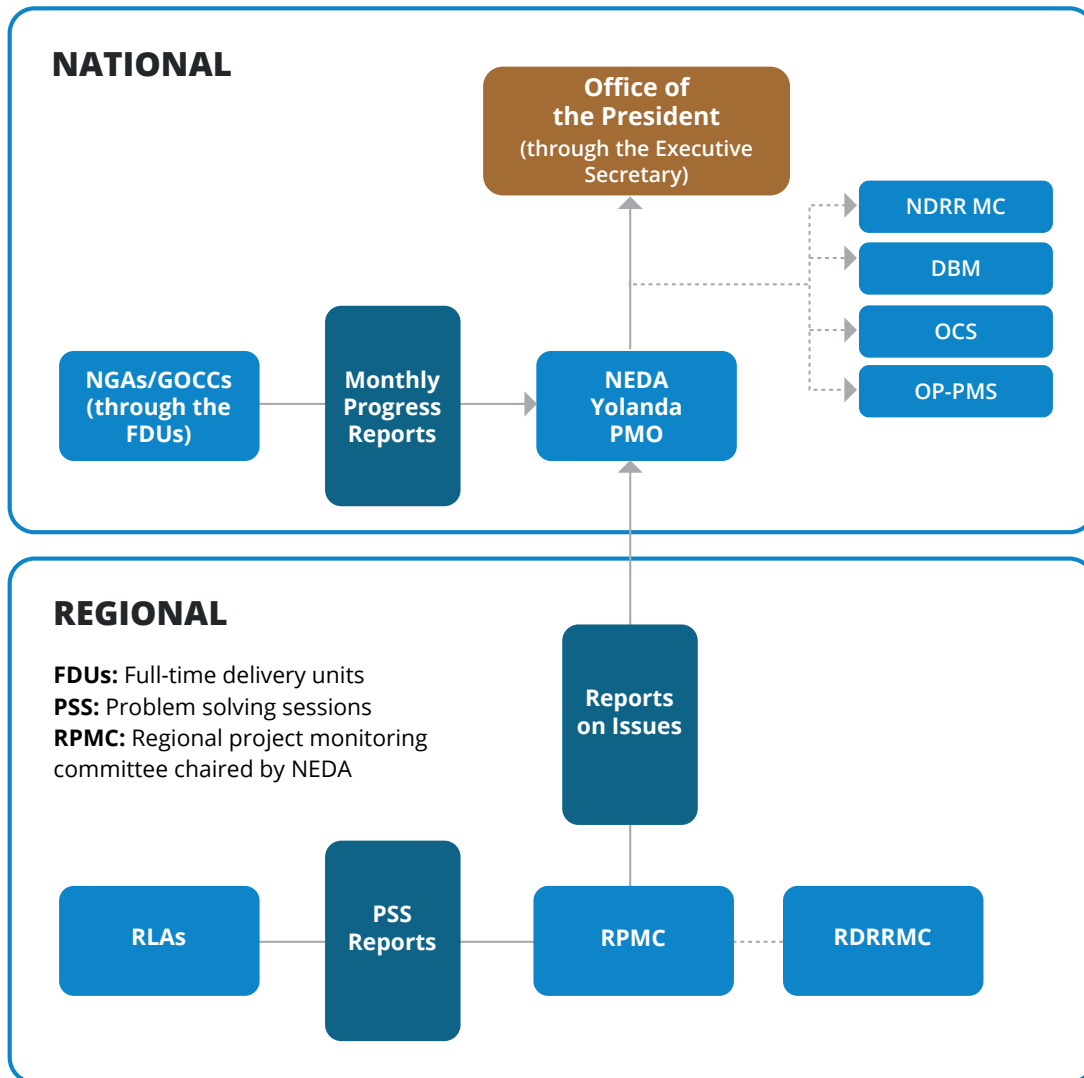 NATIONAL
Office of
the President
(through the Executive
Secretary)
NDRR MC
DBM
OCS
OP-PMS
NGAs/GOCCs
(through the
FDUs)
Monthly
Progress
Reports
NEDA
Yolanda
PMO
REGIONAL
FDUs: Full-time delivery units
PSS: Problem solving sessions
RPMC: Regional project monitoring
committee chaired by NEDA
Reports
on Issues
RLAs
PSS
Reports
RPMC
RDRRMC